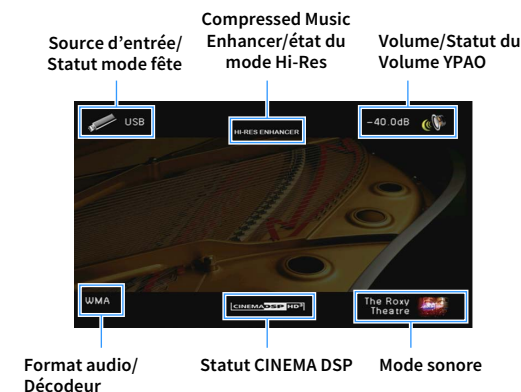 Source d'entrée/
Statut mode fête
Compressed Music
Enhancer/état du
mode Hi-Res
Volume/Statut du
Volume YPAO
USB
HI-RES ENHANCER
-40.0dB
WMA
CINEMA DSP HD³
The Roxy
Theatre
Format audio/
Décodeur
Statut CINEMA DSP
Mode sonore